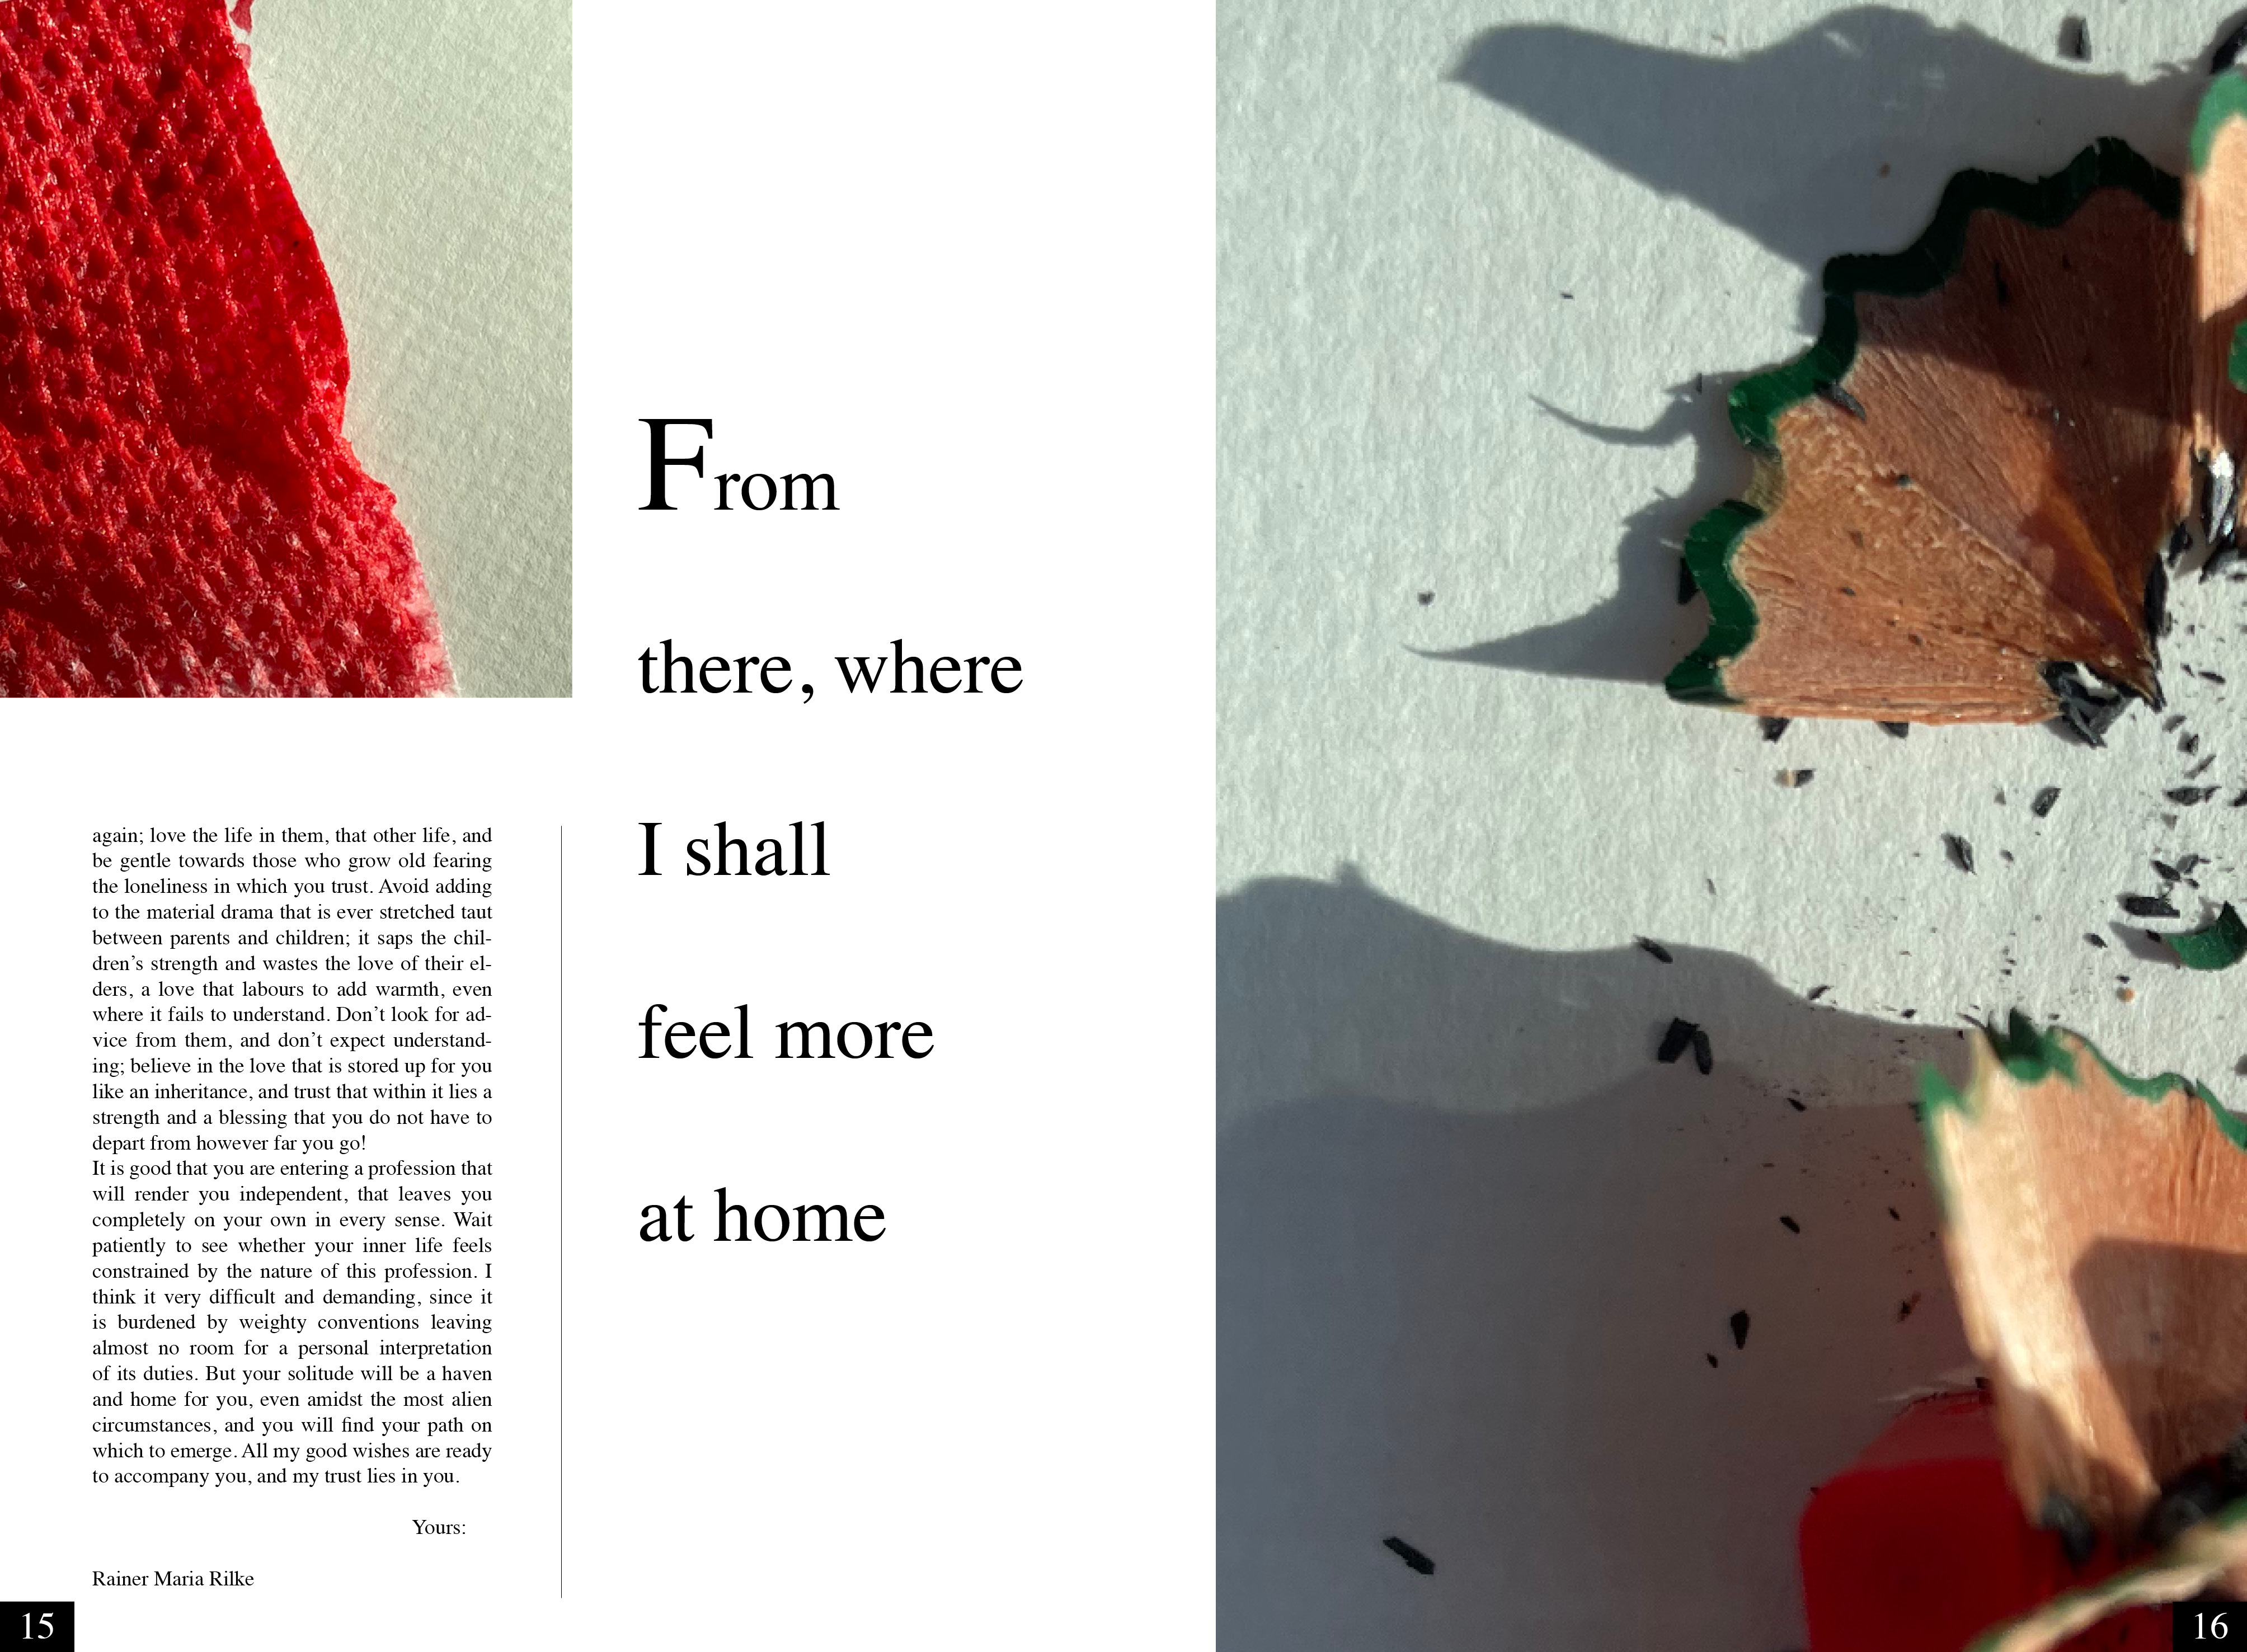 again; love the life in them, that other life, and
be gentle towards those who grow old fearing
the loneliness in which you trust. Avoid adding
to the material drama that is ever stretched taut
between parents and children; it saps the chil-
dren's strength and wastes the love of their el-
ders, a love that labours to add warmth, even
where it fails to understand. Don't look for ad-
vice from them, and don't expect understand-
ing; believe in the love that is stored up for you
like an inheritance, and trust that within it lies a
strength and a blessing that you do not have to
depart from however far you go!
It is good that you are entering a profession that
will render you independent, that leaves you
completely on your own in every sense. Wait
patiently to see whether your inner life feels
constrained by the nature of this profession. I
think it very difficult and demanding, since it
is burdened by weighty conventions leaving
almost no room for a personal interpretation
of its duties. But your solitude will be a haven
and home for you, even amidst the most alien
circumstances, and you will find your path on
which to emerge. All my good wishes are ready
to accompany you, and my trust lies in you.
Yours:
Rainer Maria Rilke
15
From
there, where
I shall
feel more
at home
16